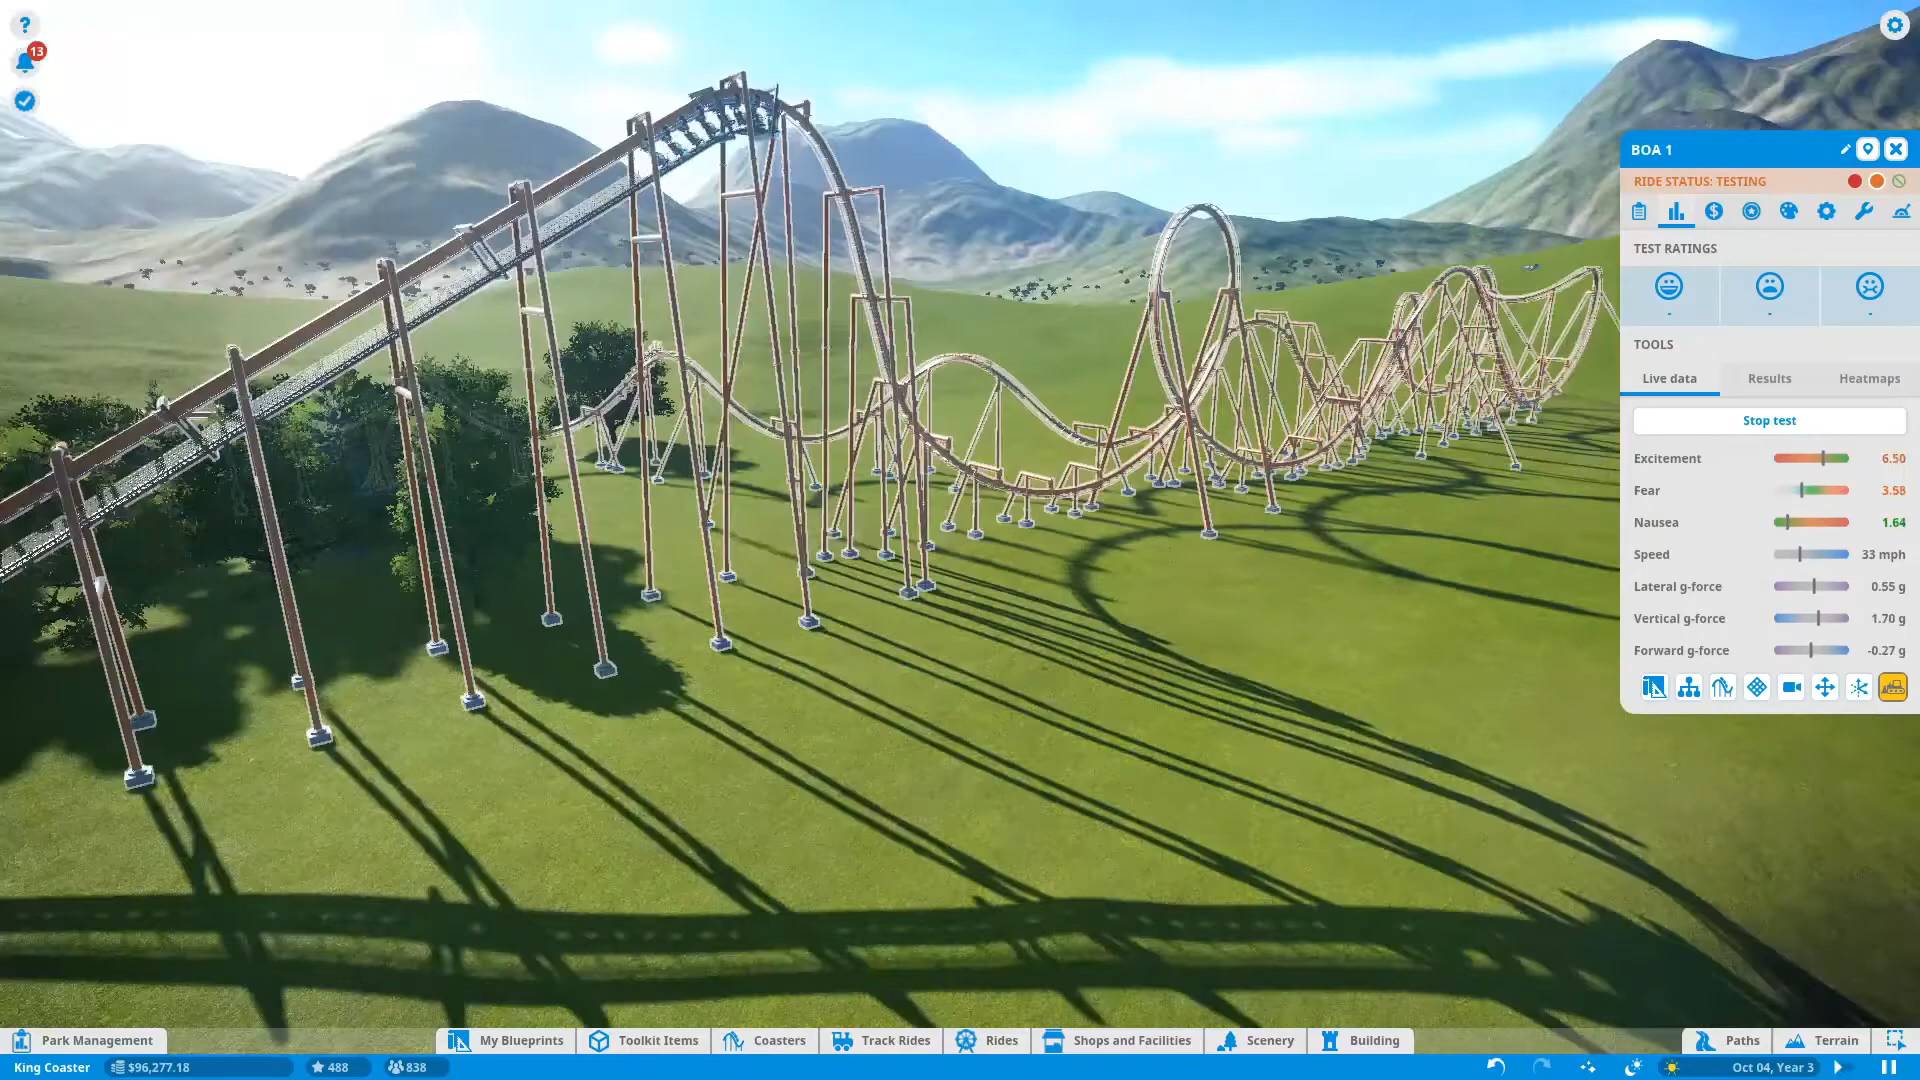 ?
13
BOA 1
RIDE STATUS: TESTING
TEST RATINGS
- - -
TOOLS
Live data Results Heatmaps
Stop test
Excitement 6.50
Fear 3.58
Nausea 1.64
Speed 33 mph
Lateral g-force 0.55 g
Vertical g-force 1.70 g
Forward g-force -0.27 g
Park Management My Blueprints Toolkit Items Coasters Track Rides Rides Shops and Facilities Scenery Building Paths Terrain
King Coaster $96,277.18 488 838 Oct 04, Year 3